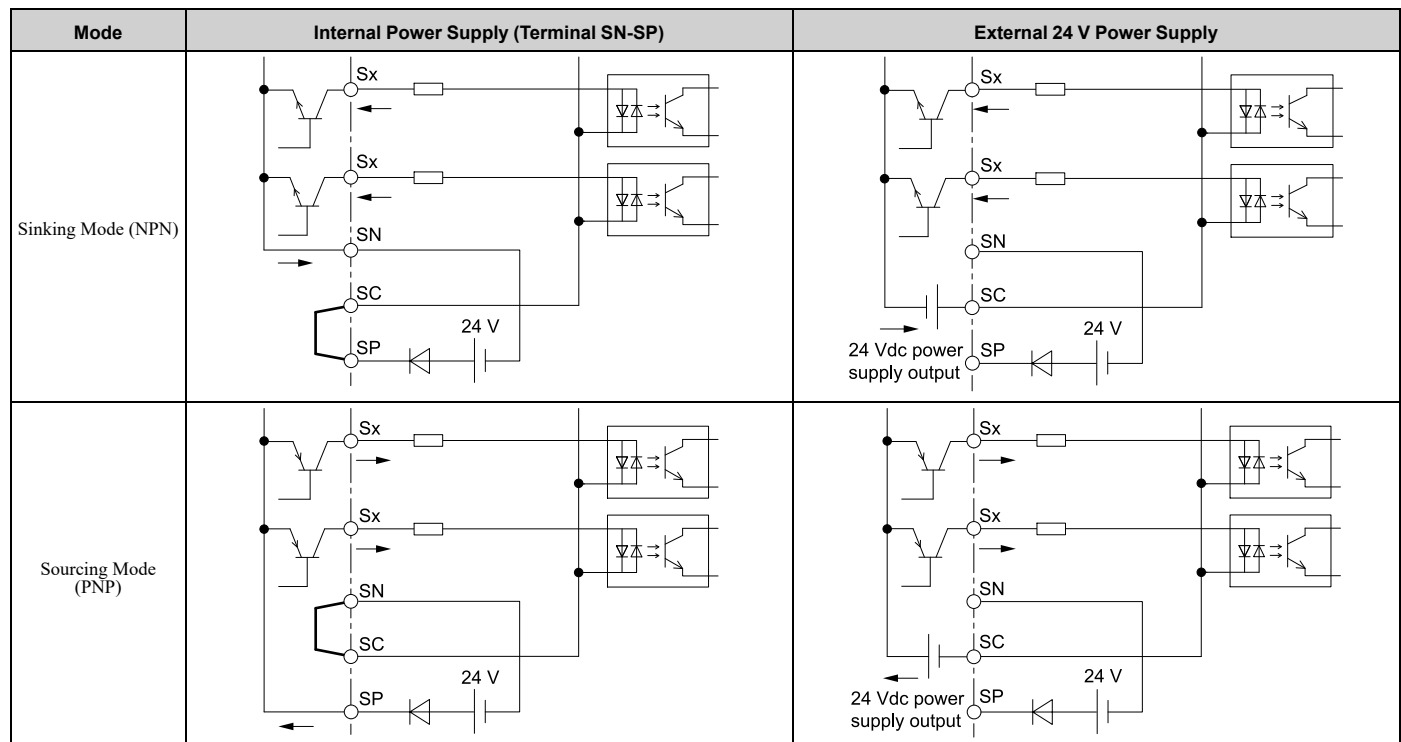 Mode
Internal Power Supply (Terminal SN-SP)
External 24 V Power Supply
Sinking Mode (NPN)
Sx
Sx
SN
SC
24 V
SP
Sx
Sx
SN
SC
24 V
24 Vdc power
supply output
SP
Sourcing Mode
(PNP)
Sx
Sx
SN
SC
24 V
SP
Sx
Sx
SN
SC
24 V
24 Vdc power
supply output
SP